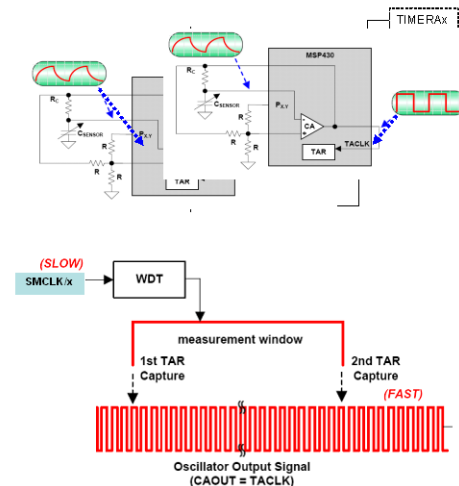 TIMERAx
MSP430
RC
CSENSOR
PX.Y
R
R
R
TAR
RC
CSENSOR
PX,Y
CA
R
R
R
TAR
TACLK
(SLOW)
SMCLK/x
WDT
measurement window
1st TAR
Capture
2nd TAR
Capture
(FAST)
Oscillator Output Signal
(CAOUT = TACLK)